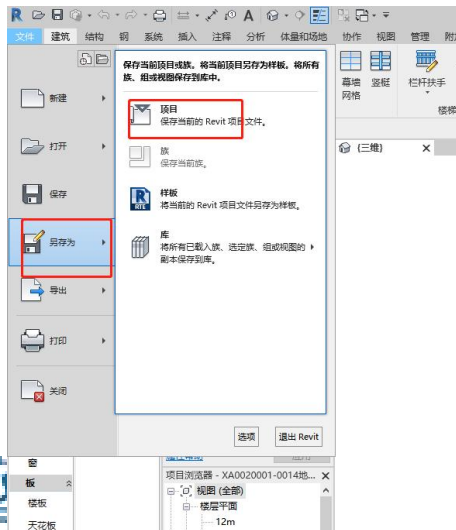 文件 建筑 结构 钢 系统 插入 注释 分析 体量和场地 协作 视图 管理
保存当前项目或族。将当前项目另存为样板。将所有
族、组或视图保存到库中。
幕墙 竖梃 栏杆扶手
网格
楼梯
新建
项目
保存当前的 Revit 项目文件。
打开
族
保存当前族。
{三维}
保存
样板
将当前的 Revit 项目文件另存为样板。
RTE
另存为
库
将所有已载入族、选定族、组或视图的
副本保存到库。
导出
打印
关闭
选项 退出 Revit
窗
板
项目浏览器 - XA0020001-0014地...
视图 (全部)
楼板
楼层平面
天花板
12m